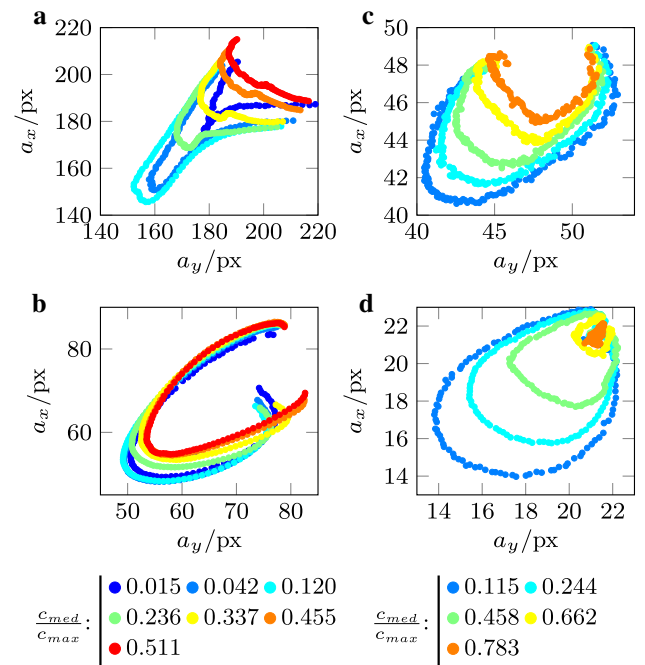 a
220
200
180
160
140
a_x/px
140 160 180 200 220
a_y/px
c
50
48
46
44
42
40
a_x/px
40 45 50
a_y/px
b
80
60
a_x/px
50 60 70 80
a_y/px
d
22
20
18
16
14
a_x/px
14 16 18 20 22
a_y/px
c_med/c_max:
0.015 0.042 0.120
0.236 0.337 0.455
0.511
c_med/c_max:
0.115 0.244
0.458 0.662
0.783